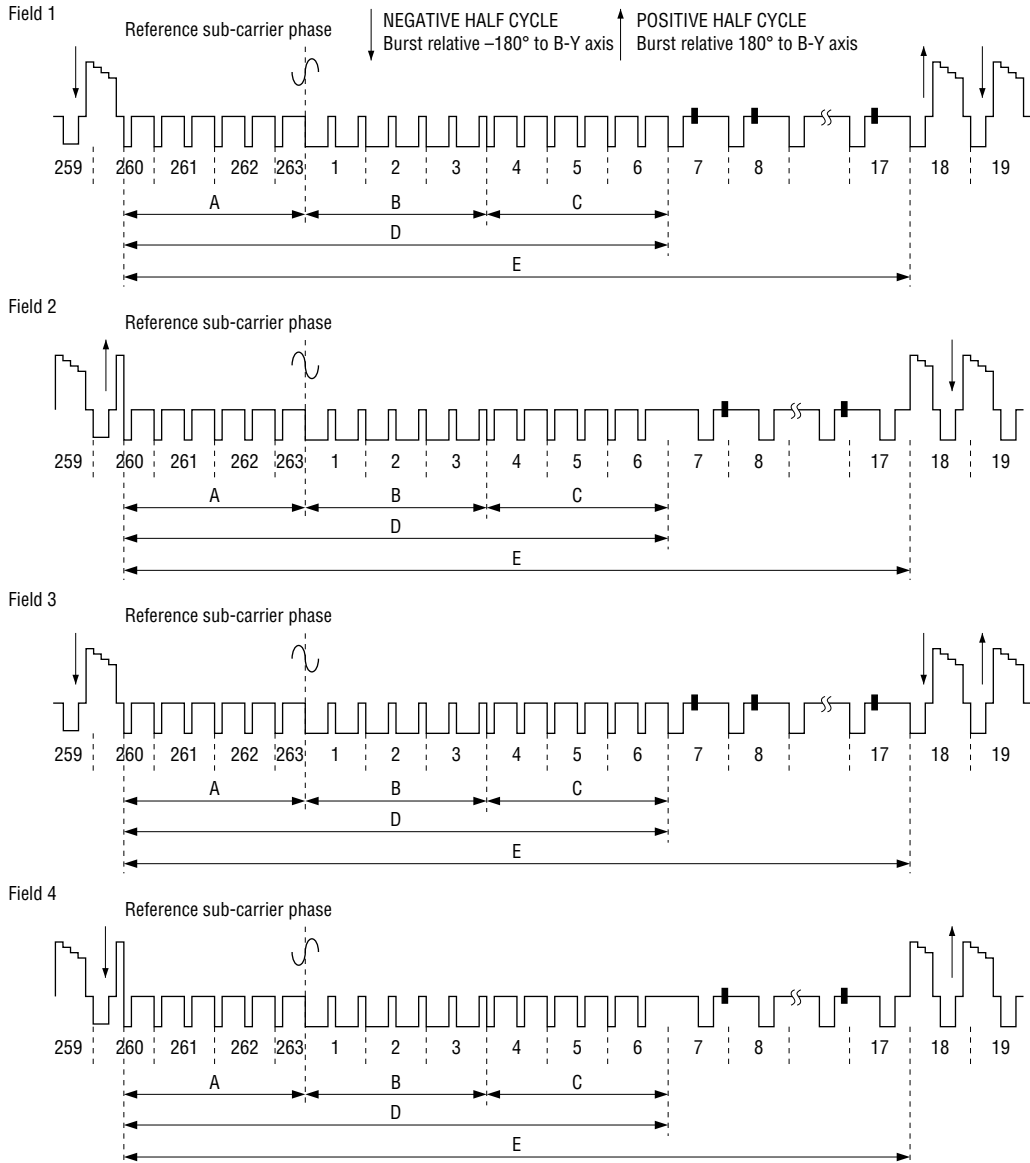 Field 1
Reference sub-carrier phase
NEGATIVE HALF CYCLE
Burst relative –180° to B-Y axis
POSITIVE HALF CYCLE
Burst relative 180° to B-Y axis
259 260 261 262 263 1 2 3 4 5 6 7 8 17 18 19
A B C
D
E
Field 2
Reference sub-carrier phase
259 260 261 262 263 1 2 3 4 5 6 7 8 17 18 19
A B C
D
E
Field 3
Reference sub-carrier phase
259 260 261 262 263 1 2 3 4 5 6 7 8 17 18 19
A B C
D
E
Field 4
Reference sub-carrier phase
259 260 261 262 263 1 2 3 4 5 6 7 8 17 18 19
A B C
D
E